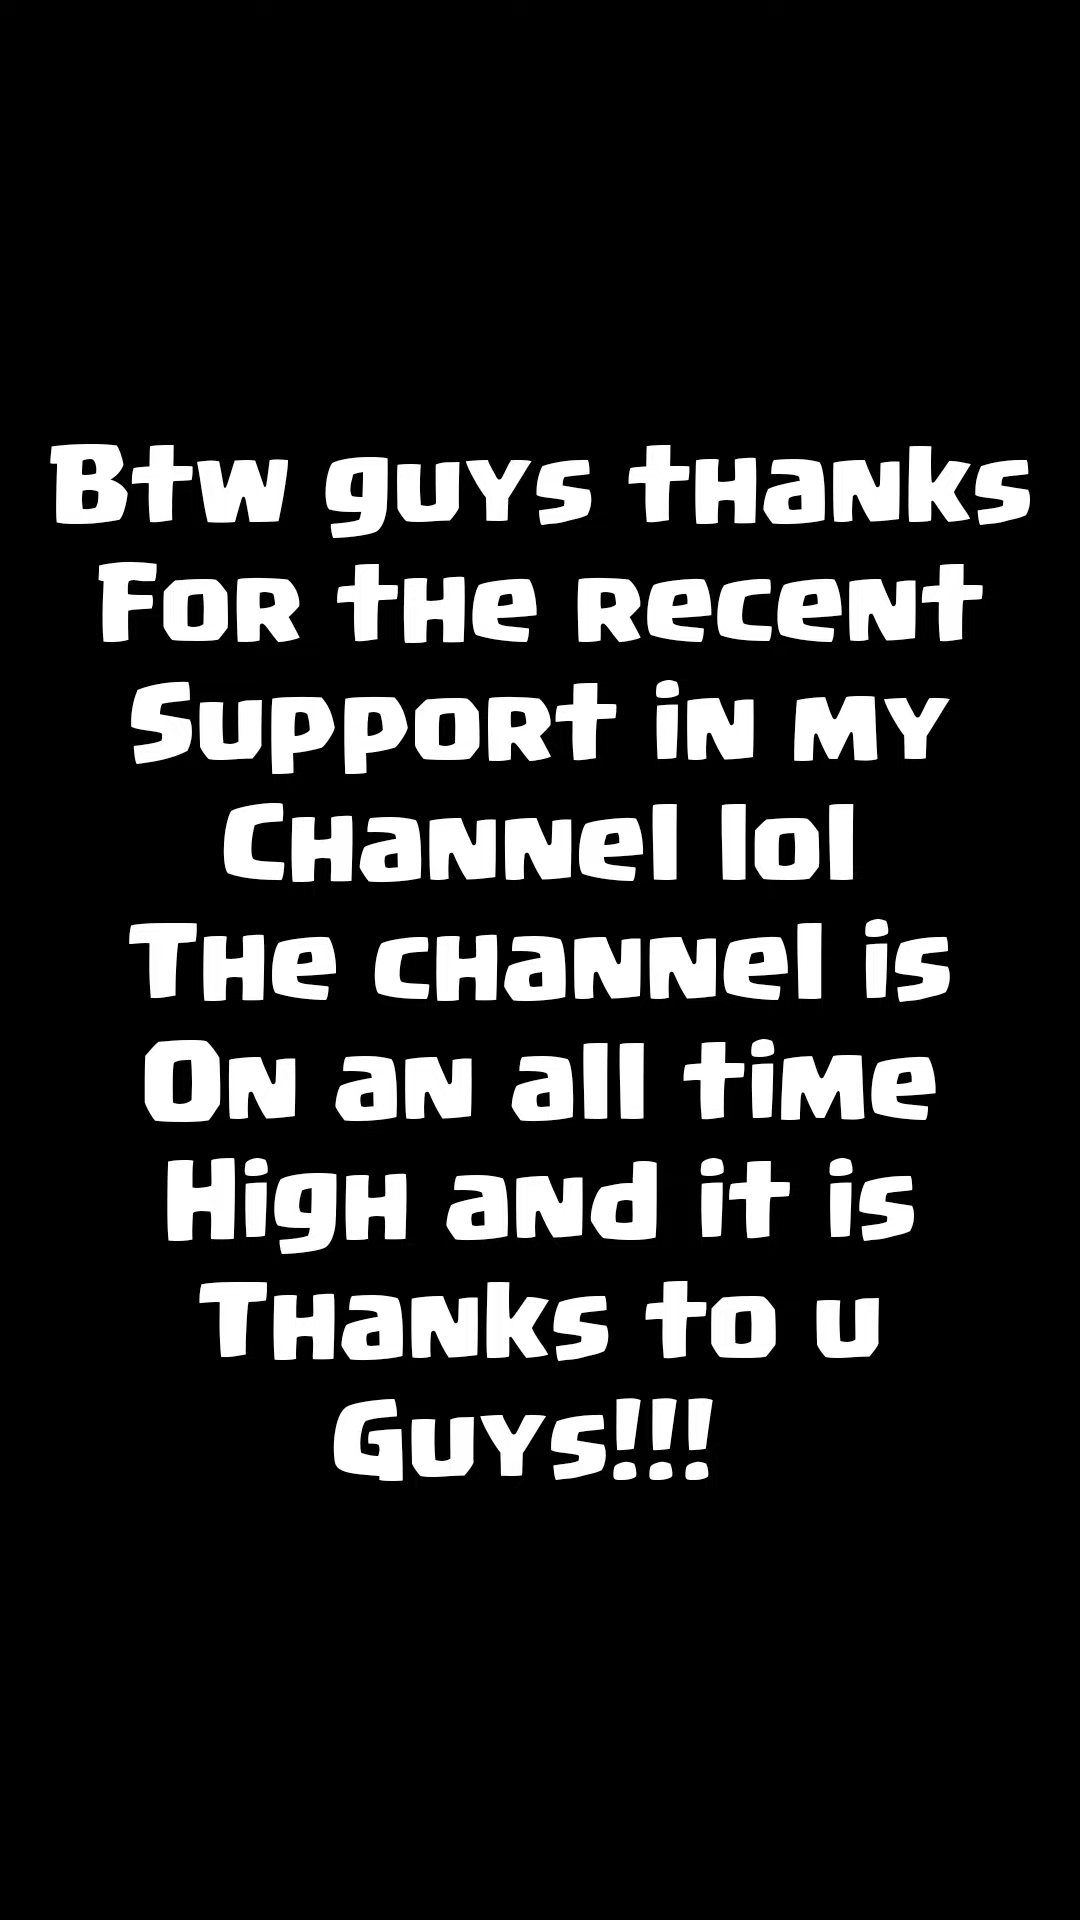 Btw guys thanks
For the recent
Support in my
Channel lol
The channel is
On an all time
High and it is
Thanks to u
Guys!!!